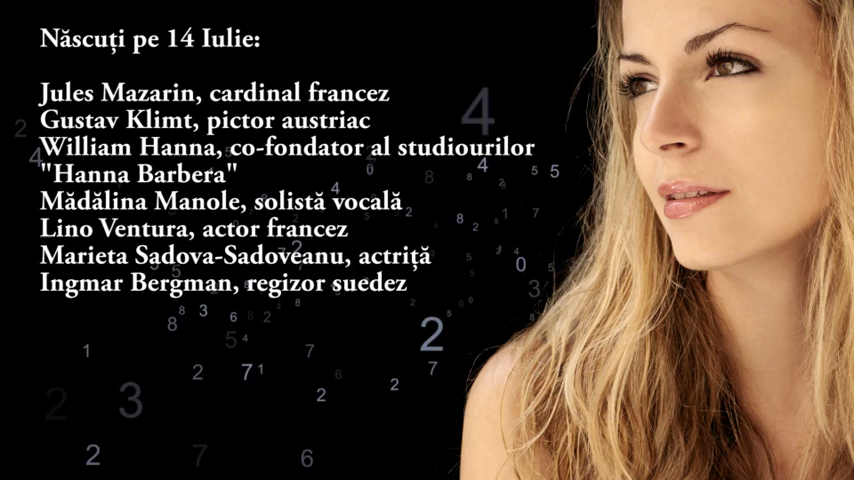 Născuți pe 14 Iulie:
Jules Mazarin, cardinal francez
Gustav Klimt, pictor austriac
William Hanna, co-fondator al studiourilor
"Hanna Barbera"
Mădălina Manole, solistă vocală
Lino Ventura, actor francez
Marieta Sadova-Sadoveanu, actriță
Ingmar Bergman, regizor suedez